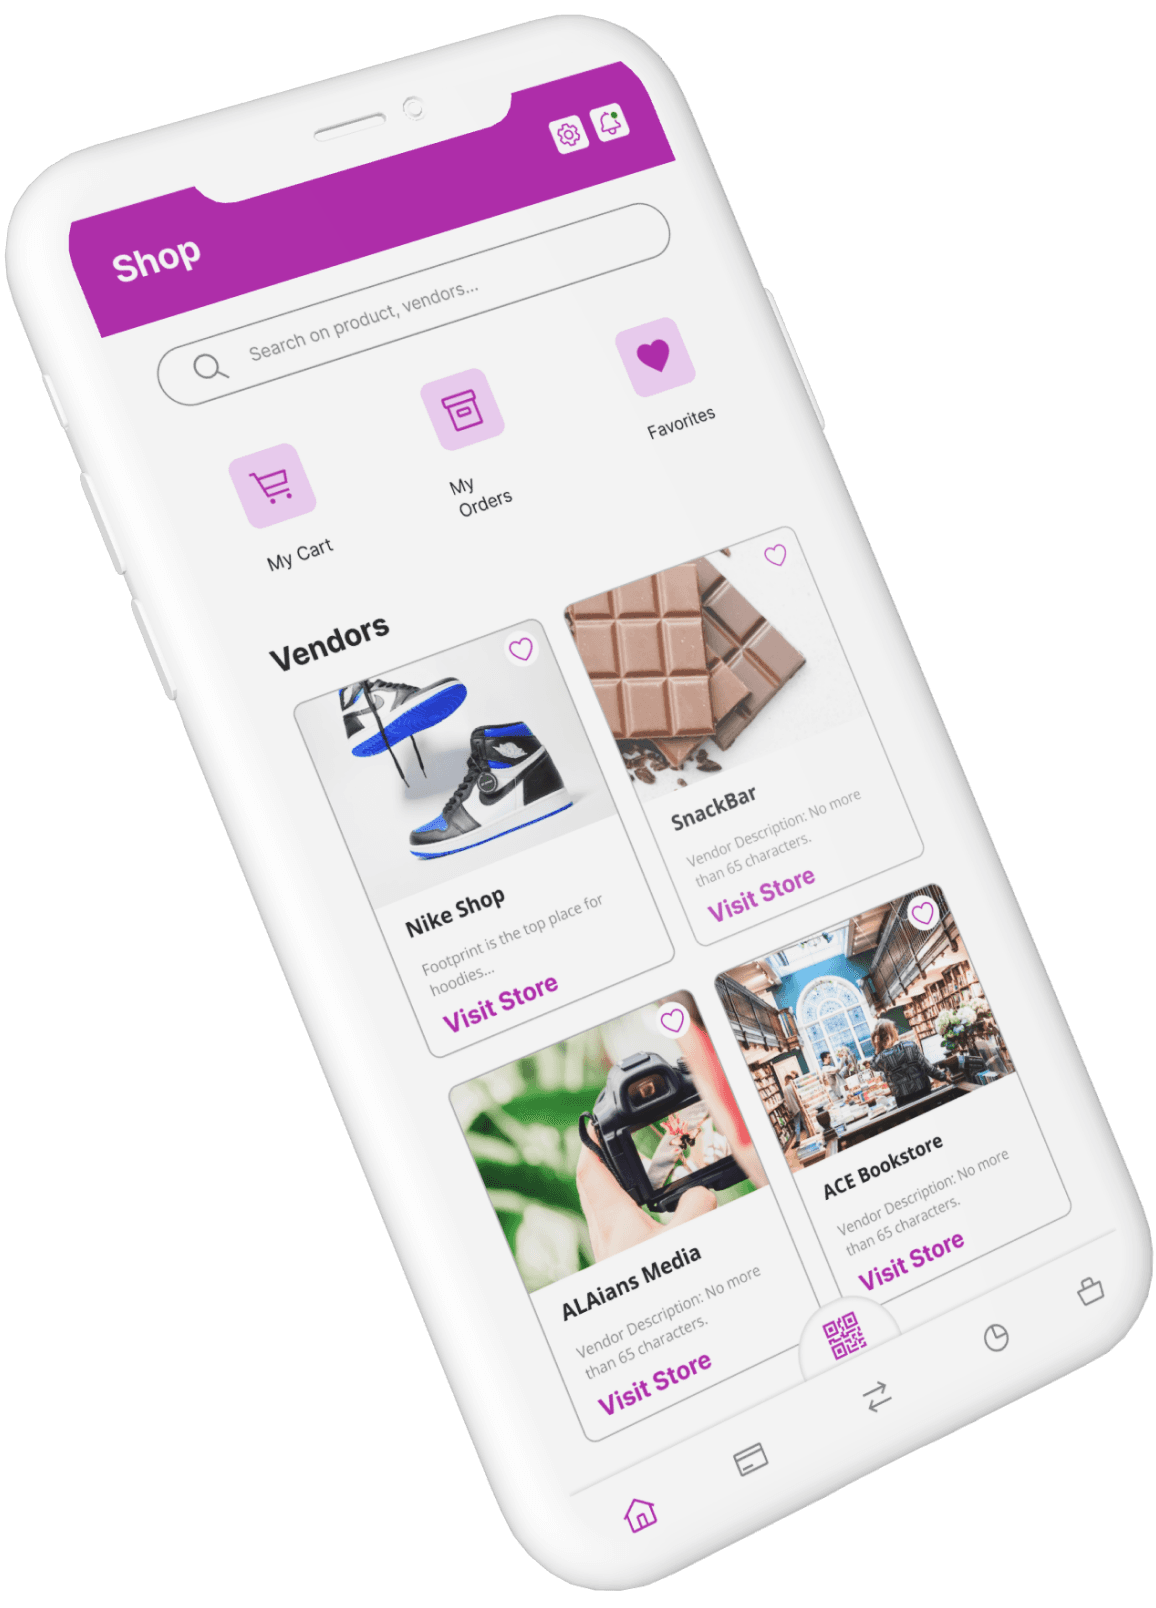 Shop
Search on product, vendors...
My Cart
My
Orders
Favorites
Vendors
Nike Shop
Footprint is the top place for
hoodies...
Visit Store
SnackBar
Vendor Description: No more
than 65 characters.
Visit Store
ALAians Media
Vendor Description: No more
than 65 characters.
Visit Store
ACE Bookstore
Vendor Description: No more
than 65 characters.
Visit Store